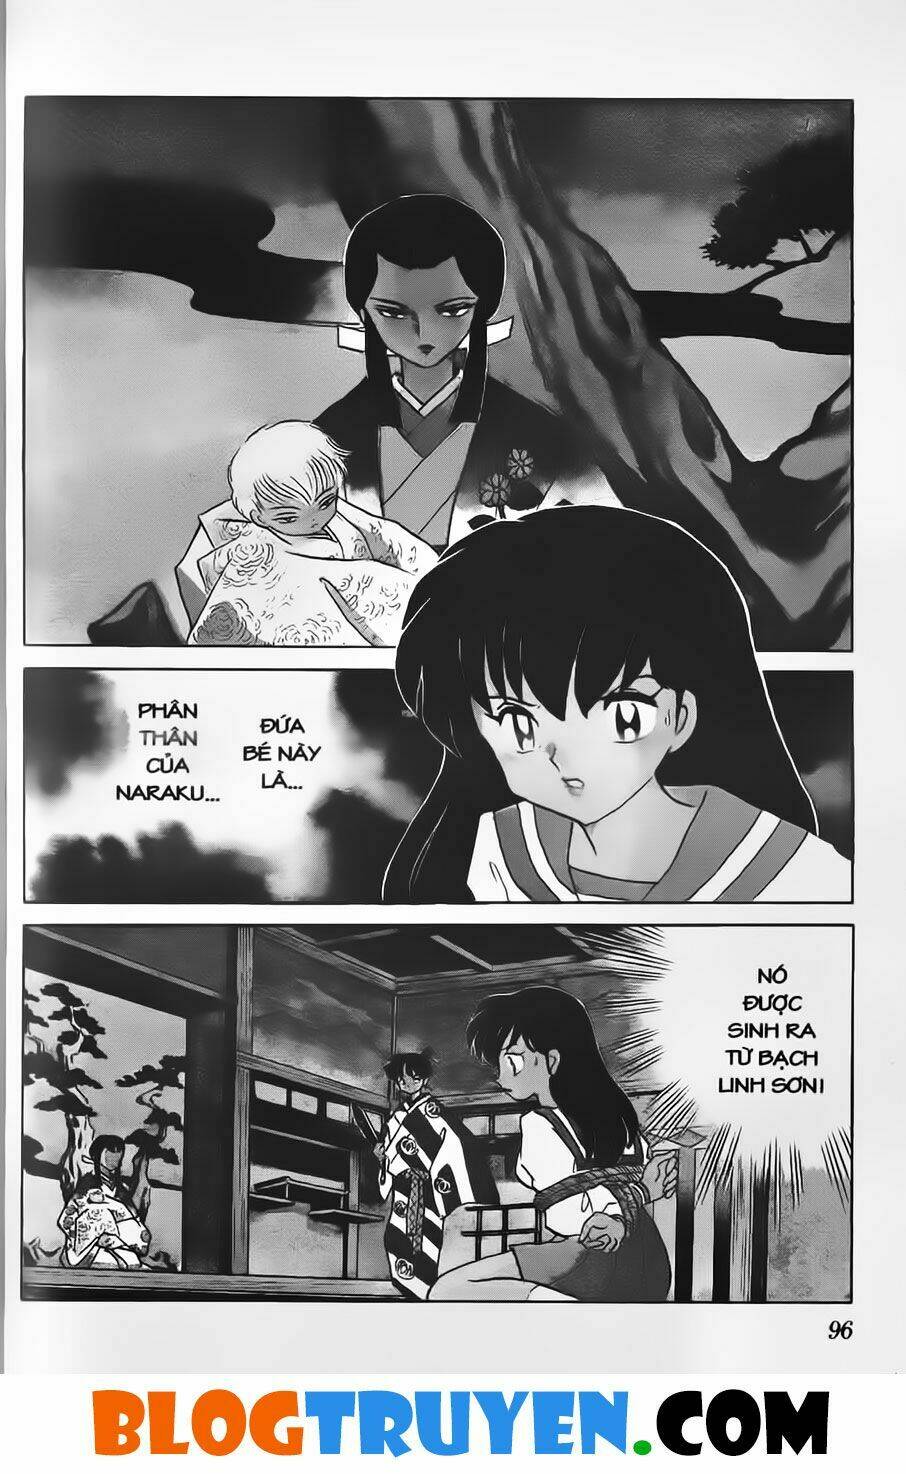 ĐỨA
BÉ NÀY
LÀ...
PHÂN
THÂN
CỦA
NARAKU...
NÓ
ĐƯỢC
SINH RA
TỪ BẠCH
LINH SƠN!
96
BLOGTRUYEN.COM